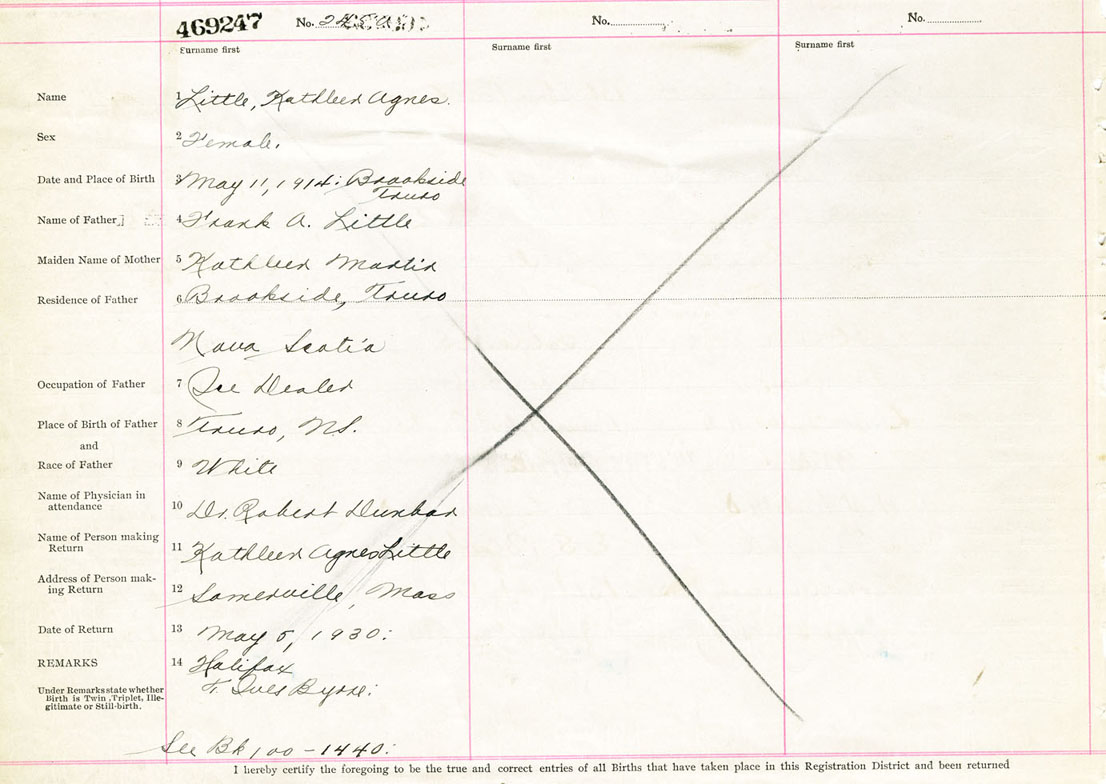 469247 No. No. No.
Surname first Surname first Surname first
Name 1 Little, Kathleen Agnes.
Sex 2 Female.
Date and Place of Birth 3 May 11, 1914: Brookside
Truro
Name of Father 4 Frank A. Little
Maiden Name of Mother 5 Kathleen Martin
Residence of Father 6 Brookside, Truro
Nova Scotia
Occupation of Father 7 Ice Dealer
Place of Birth of Father 8 Truro, N.S.
and
Race of Father 9 White
Name of Physician in
attendance 10 Dr. Robert Dunbar
Name of Person making
Return 11 Kathleen Agnes Little
Address of Person mak-
ing Return 12 Somerville, Mass
Date of Return 13 May 5, 1930:
REMARKS 14 Halifax
F. Ives Byrne:
Under Remarks state whether
Birth is Twin, Triplet, Ille-
gitimate or Still-birth.
See Bk 100 - 1440:
I hereby certify the foregoing to be the true and correct entries of all Births that have taken place in this Registration District and been returned